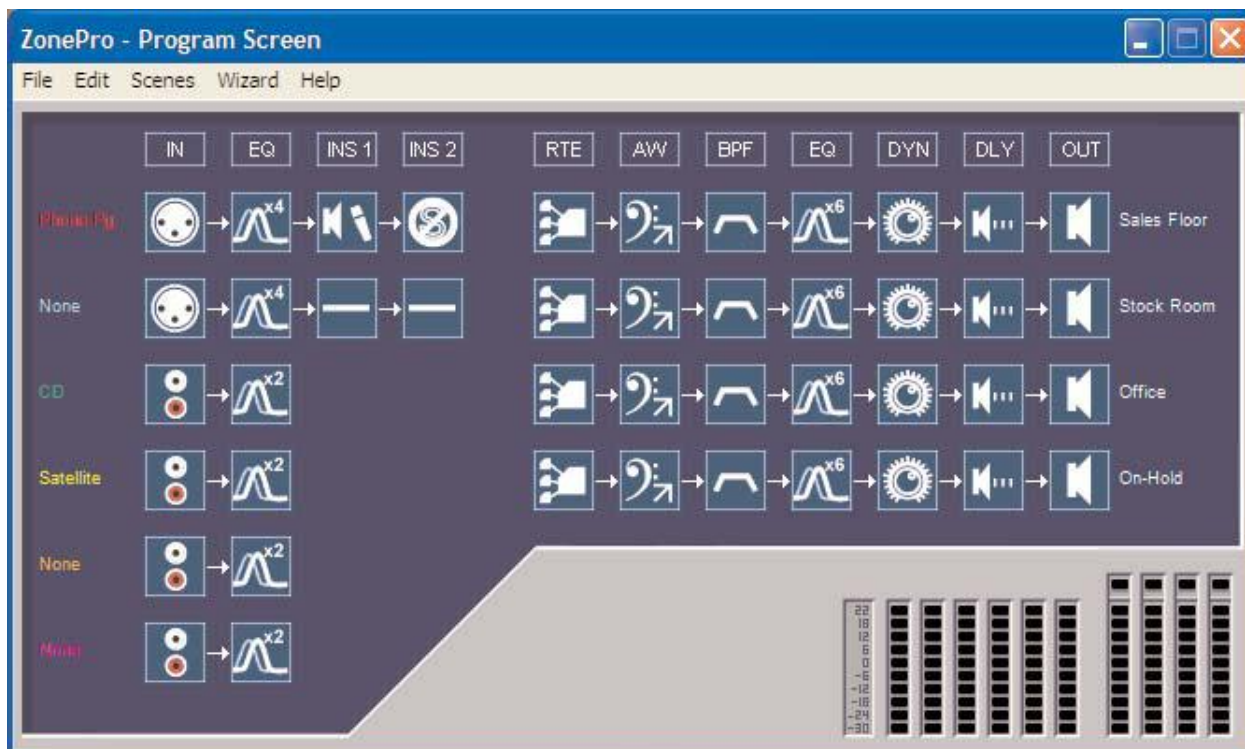 ZonePro - Program Screen
File Edit Scenes Wizard Help
IN EQ INS 1 INS 2 RTE AW BPF EQ DYN DLY OUT
x4 x6 Sales Floor
None x4 x6 Stock Room
CD x2 x6 Office
Satellite x2 x6 On-Hold
None x2
x2
22
18
12
6
0
-6
-12
-18
-24
-30